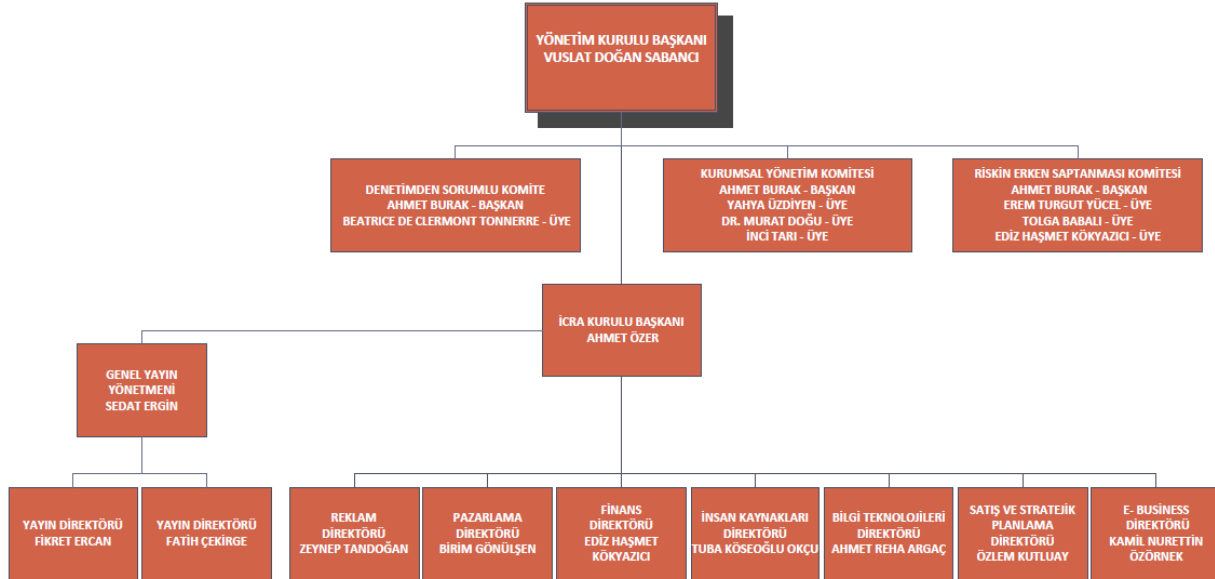 YÖNETİM KURULU BAŞKANI
VUSLAT DOĞAN SABANCI
DENETİMDEN SORUMLU KOMİTE
AHMET BURAK - BAŞKAN
BEATRICE DE CLERMONT TONNERRE - ÜYE
KURUMSAL YÖNETİM KOMİTESİ
AHMET BURAK - BAŞKAN
YAHYA ÜZDİYEN - ÜYE
DR. MURAT DOĞU - ÜYE
İNCİ TARI - ÜYE
RİSKİN ERKEN SAPTANMASI KOMİTESİ
AHMET BURAK - BAŞKAN
EREM TURGUT YÜCEL - ÜYE
TOLGA BABALI - ÜYE
EDİZ HAŞMET KÖKYAZICI - ÜYE
İCRA KURULU BAŞKANI
AHMET ÖZER
GENEL YAYIN
YÖNETMENİ
SEDAT ERGİN
YAYIN DİREKTÖRÜ
FİKRET ERCAN
YAYIN DİREKTÖRÜ
FATİH ÇEKİRGE
REKLAM
DİREKTÖRÜ
ZEYNEP TANDOĞAN
PAZARLAMA
DİREKTÖRÜ
BİRİM GÖNÜLŞEN
FİNANS
DİREKTÖRÜ
EDİZ HAŞMET
KÖKYAZICI
İNSAN KAYNAKLARI
DİREKTÖRÜ
TUBA KÖSEOĞLU OKÇU
BİLGİ TEKNOLOJİLERİ
DİREKTÖRÜ
AHMET REHA ARGAÇ
SATIŞ VE STRATEJİK
PLANLAMA
DİREKTÖRÜ
ÖZLEM KUTLUAY
E- BUSINESS
DİREKTÖRÜ
KAMİL NURETTİN
ÖZÖRNEK